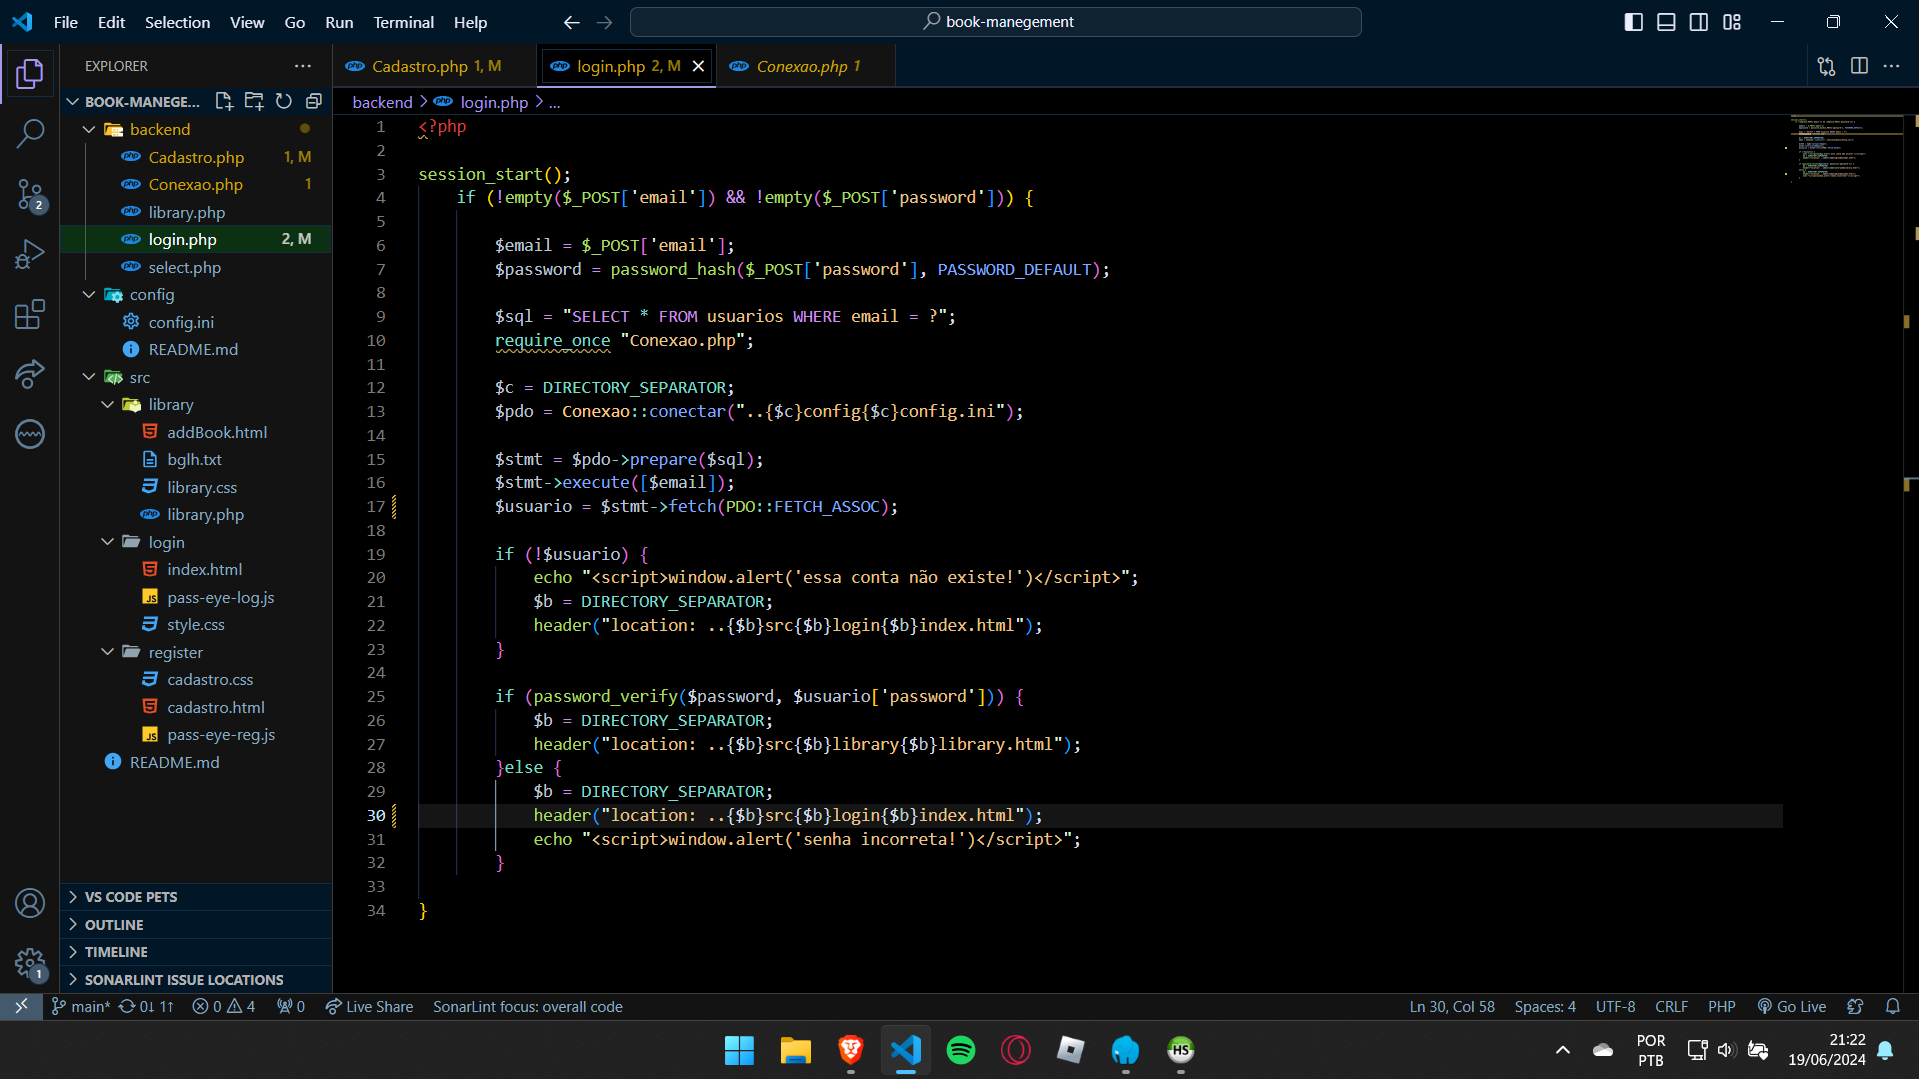 File Edit Selection View Go Run Terminal Help
book-manegement
EXPLORER
Cadastro.php 1, M
login.php 2, M
Conexao.php 1
BOOK-MANEGE...
backend > login.php > ...
backend
Cadastro.php 1, M
Conexao.php 1
library.php
login.php 2, M
select.php
config
config.ini
README.md
src
library
addBook.html
bglh.txt
library.css
library.php
login
index.html
pass-eye-log.js
style.css
register
cadastro.css
cadastro.html
pass-eye-reg.js
README.md
VS CODE PETS
OUTLINE
TIMELINE
SONARLINT ISSUE LOCATIONS
1 <?php
2
3 session_start();
4 if (!empty($_POST['email']) && !empty($_POST['password'])) {
5
6 $email = $_POST['email'];
7 $password = password_hash($_POST['password'], PASSWORD_DEFAULT);
8
9 $sql = "SELECT * FROM usuarios WHERE email = ?";
10 require_once "Conexao.php";
11
12 $c = DIRECTORY_SEPARATOR;
13 $pdo = Conexao::conectar("..{$c}config{$c}config.ini");
14
15 $stmt = $pdo->prepare($sql);
16 $stmt->execute([$email]);
17 $usuario = $stmt->fetch(PDO::FETCH_ASSOC);
18
19 if (!$usuario) {
20 echo "<script>window.alert('essa conta não existe!')</script>";
21 $b = DIRECTORY_SEPARATOR;
22 header("location: ..{$b}src{$b}login{$b}index.html");
23 }
24
25 if (password_verify($password, $usuario['password'])) {
26 $b = DIRECTORY_SEPARATOR;
27 header("location: ..{$b}src{$b}library{$b}library.html");
28 }else {
29 $b = DIRECTORY_SEPARATOR;
30 header("location: ..{$b}src{$b}login{$b}index.html");
31 echo "<script>window.alert('senha incorreta!')</script>";
32 }
33
34 }
2
1
main* 0↓ 1↑ 0 4 0 Live Share SonarLint focus: overall code
Ln 30, Col 58 Spaces: 4 UTF-8 CRLF PHP Go Live
HS
POR
PTB
21:22
19/06/2024